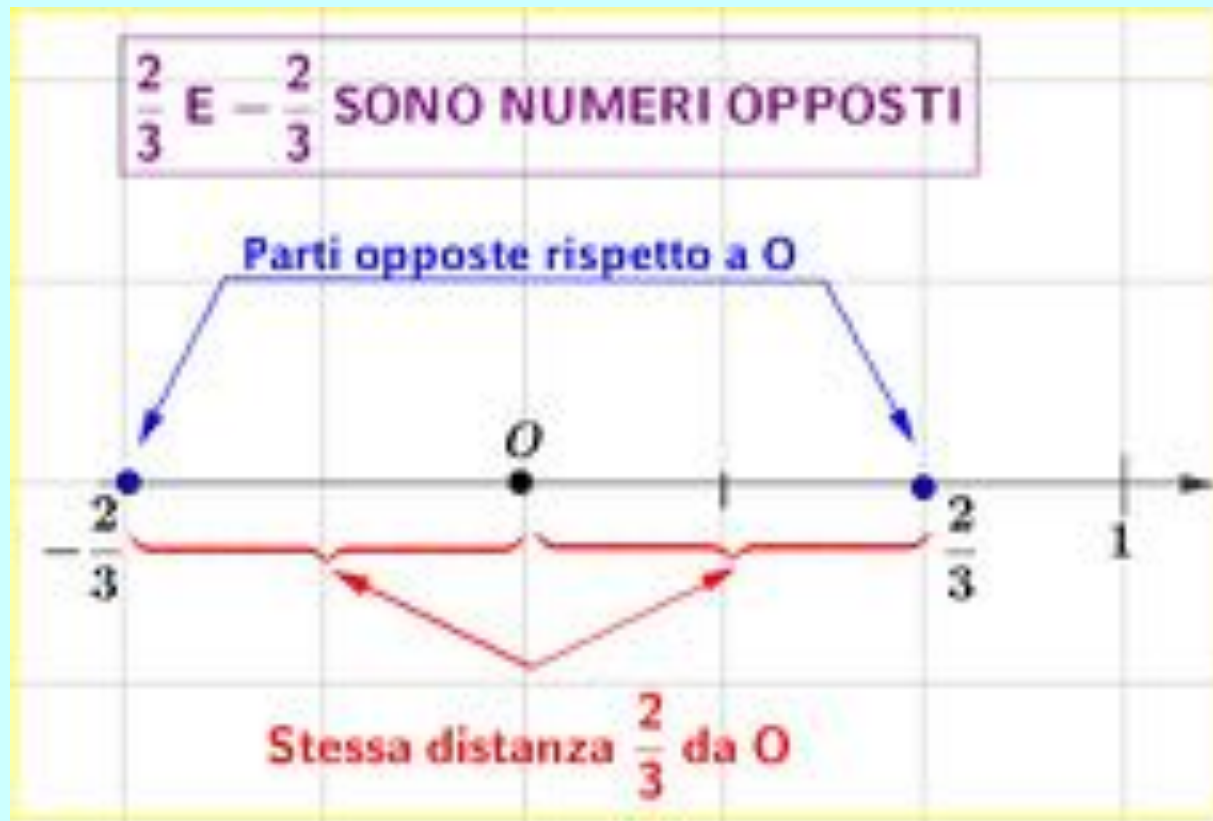 2/3 E − 2/3 SONO NUMERI OPPOSTI
Parti opposte rispetto a O
O
− 2/3
2/3
1
Stessa distanza 2/3 da O